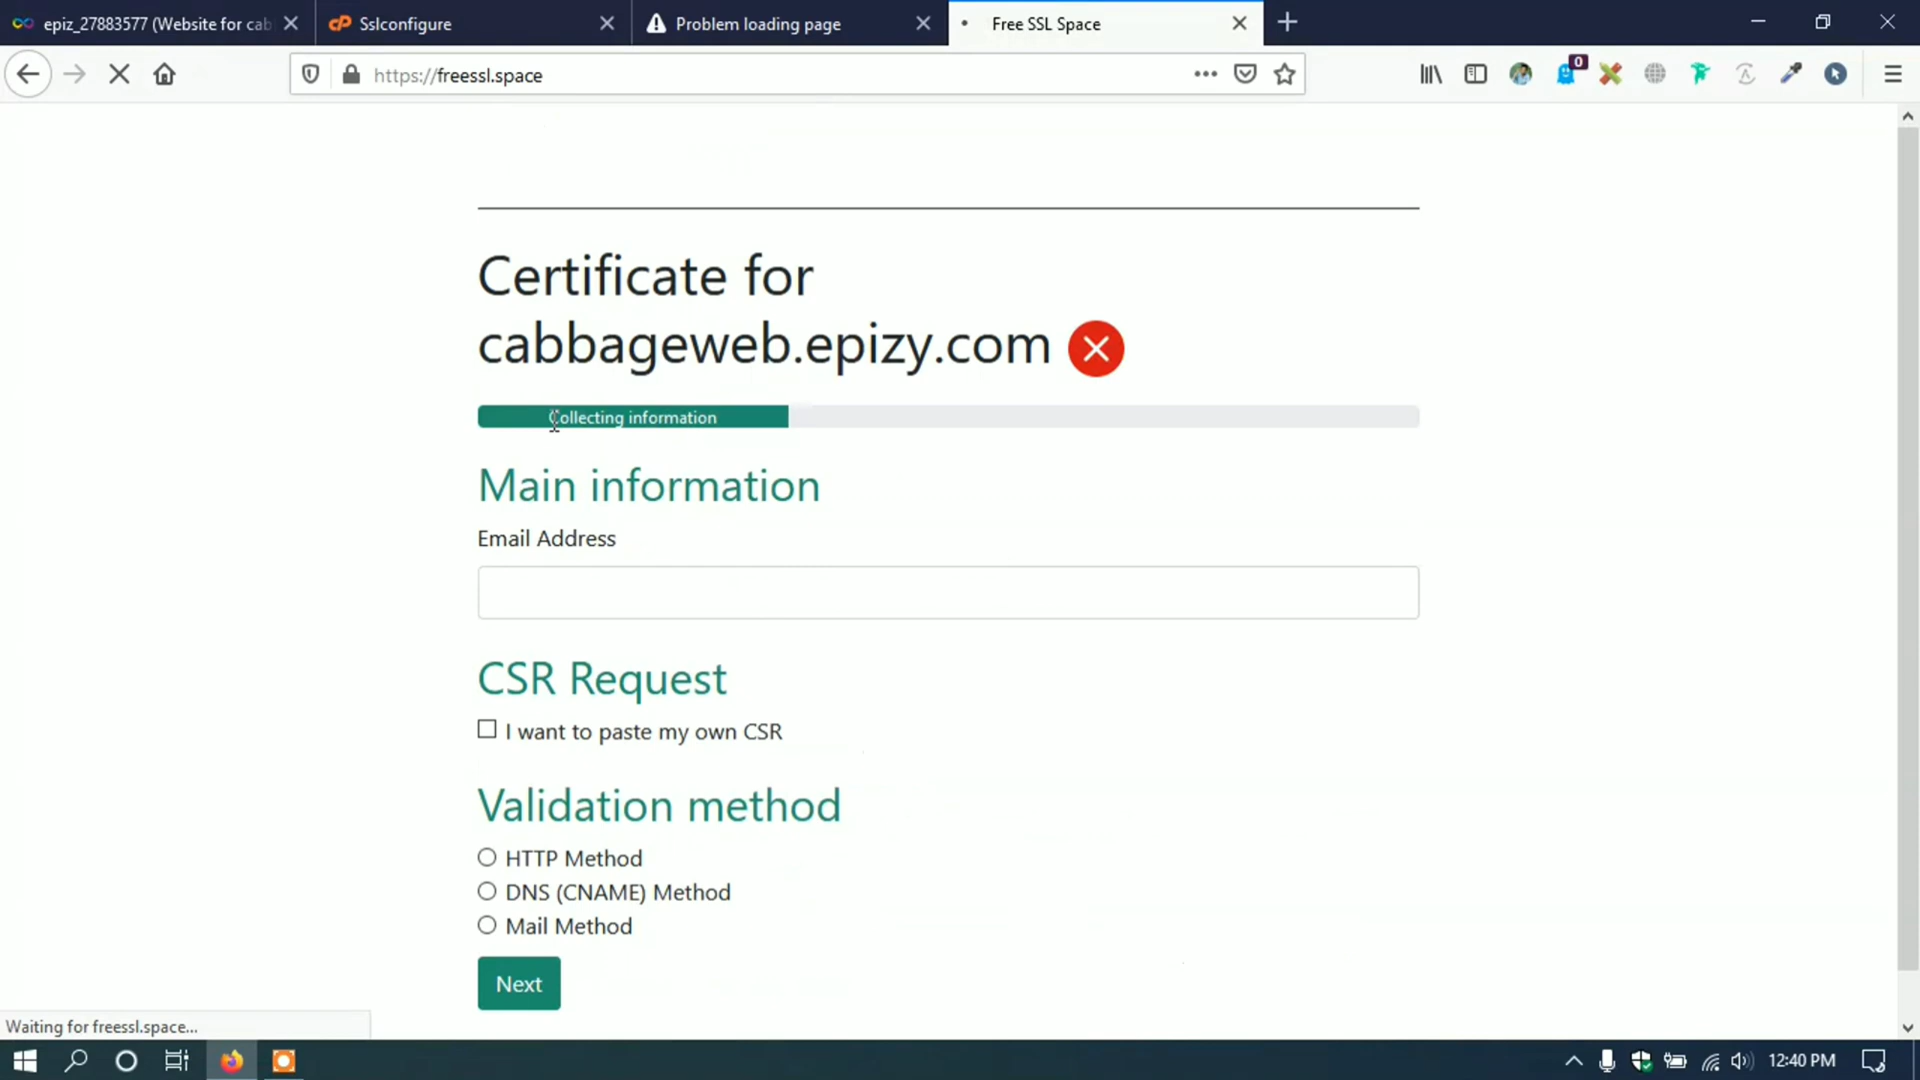 epiz_27883577 (Website for cab
Sslconfigure
Problem loading page
Free SSL Space
https://freessl.space
0
Certificate for
cabbageweb.epizy.com
Collecting information
Main information
Email Address
CSR Request
I want to paste my own CSR
Validation method
HTTP Method
DNS (CNAME) Method
Mail Method
Next
Waiting for freessl.space...
12:40 PM